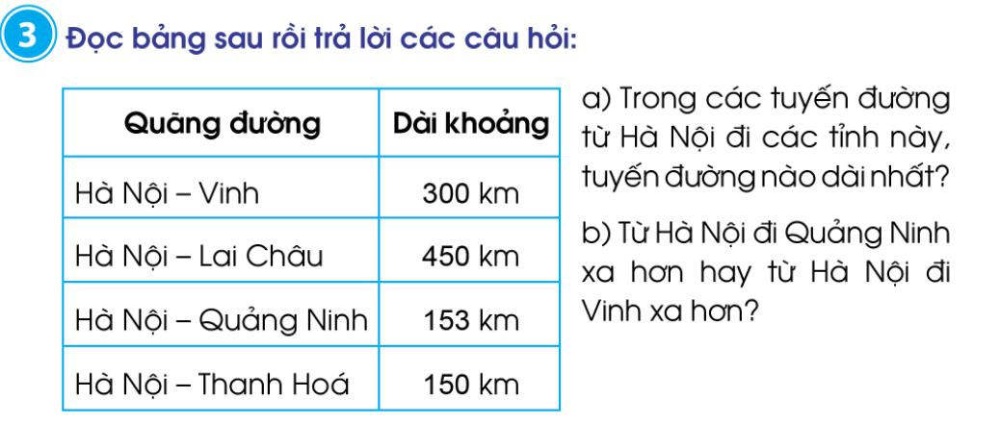 3 Đọc bảng sau rồi trả lời các câu hỏi:
Quãng đường Dài khoảng
Hà Nội – Vinh 300 km
Hà Nội – Lai Châu 450 km
Hà Nội – Quảng Ninh 153 km
Hà Nội – Thanh Hoá 150 km
a) Trong các tuyến đường
từ Hà Nội đi các tỉnh này,
tuyến đường nào dài nhất?
b) Từ Hà Nội đi Quảng Ninh
xa hơn hay từ Hà Nội đi
Vinh xa hơn?